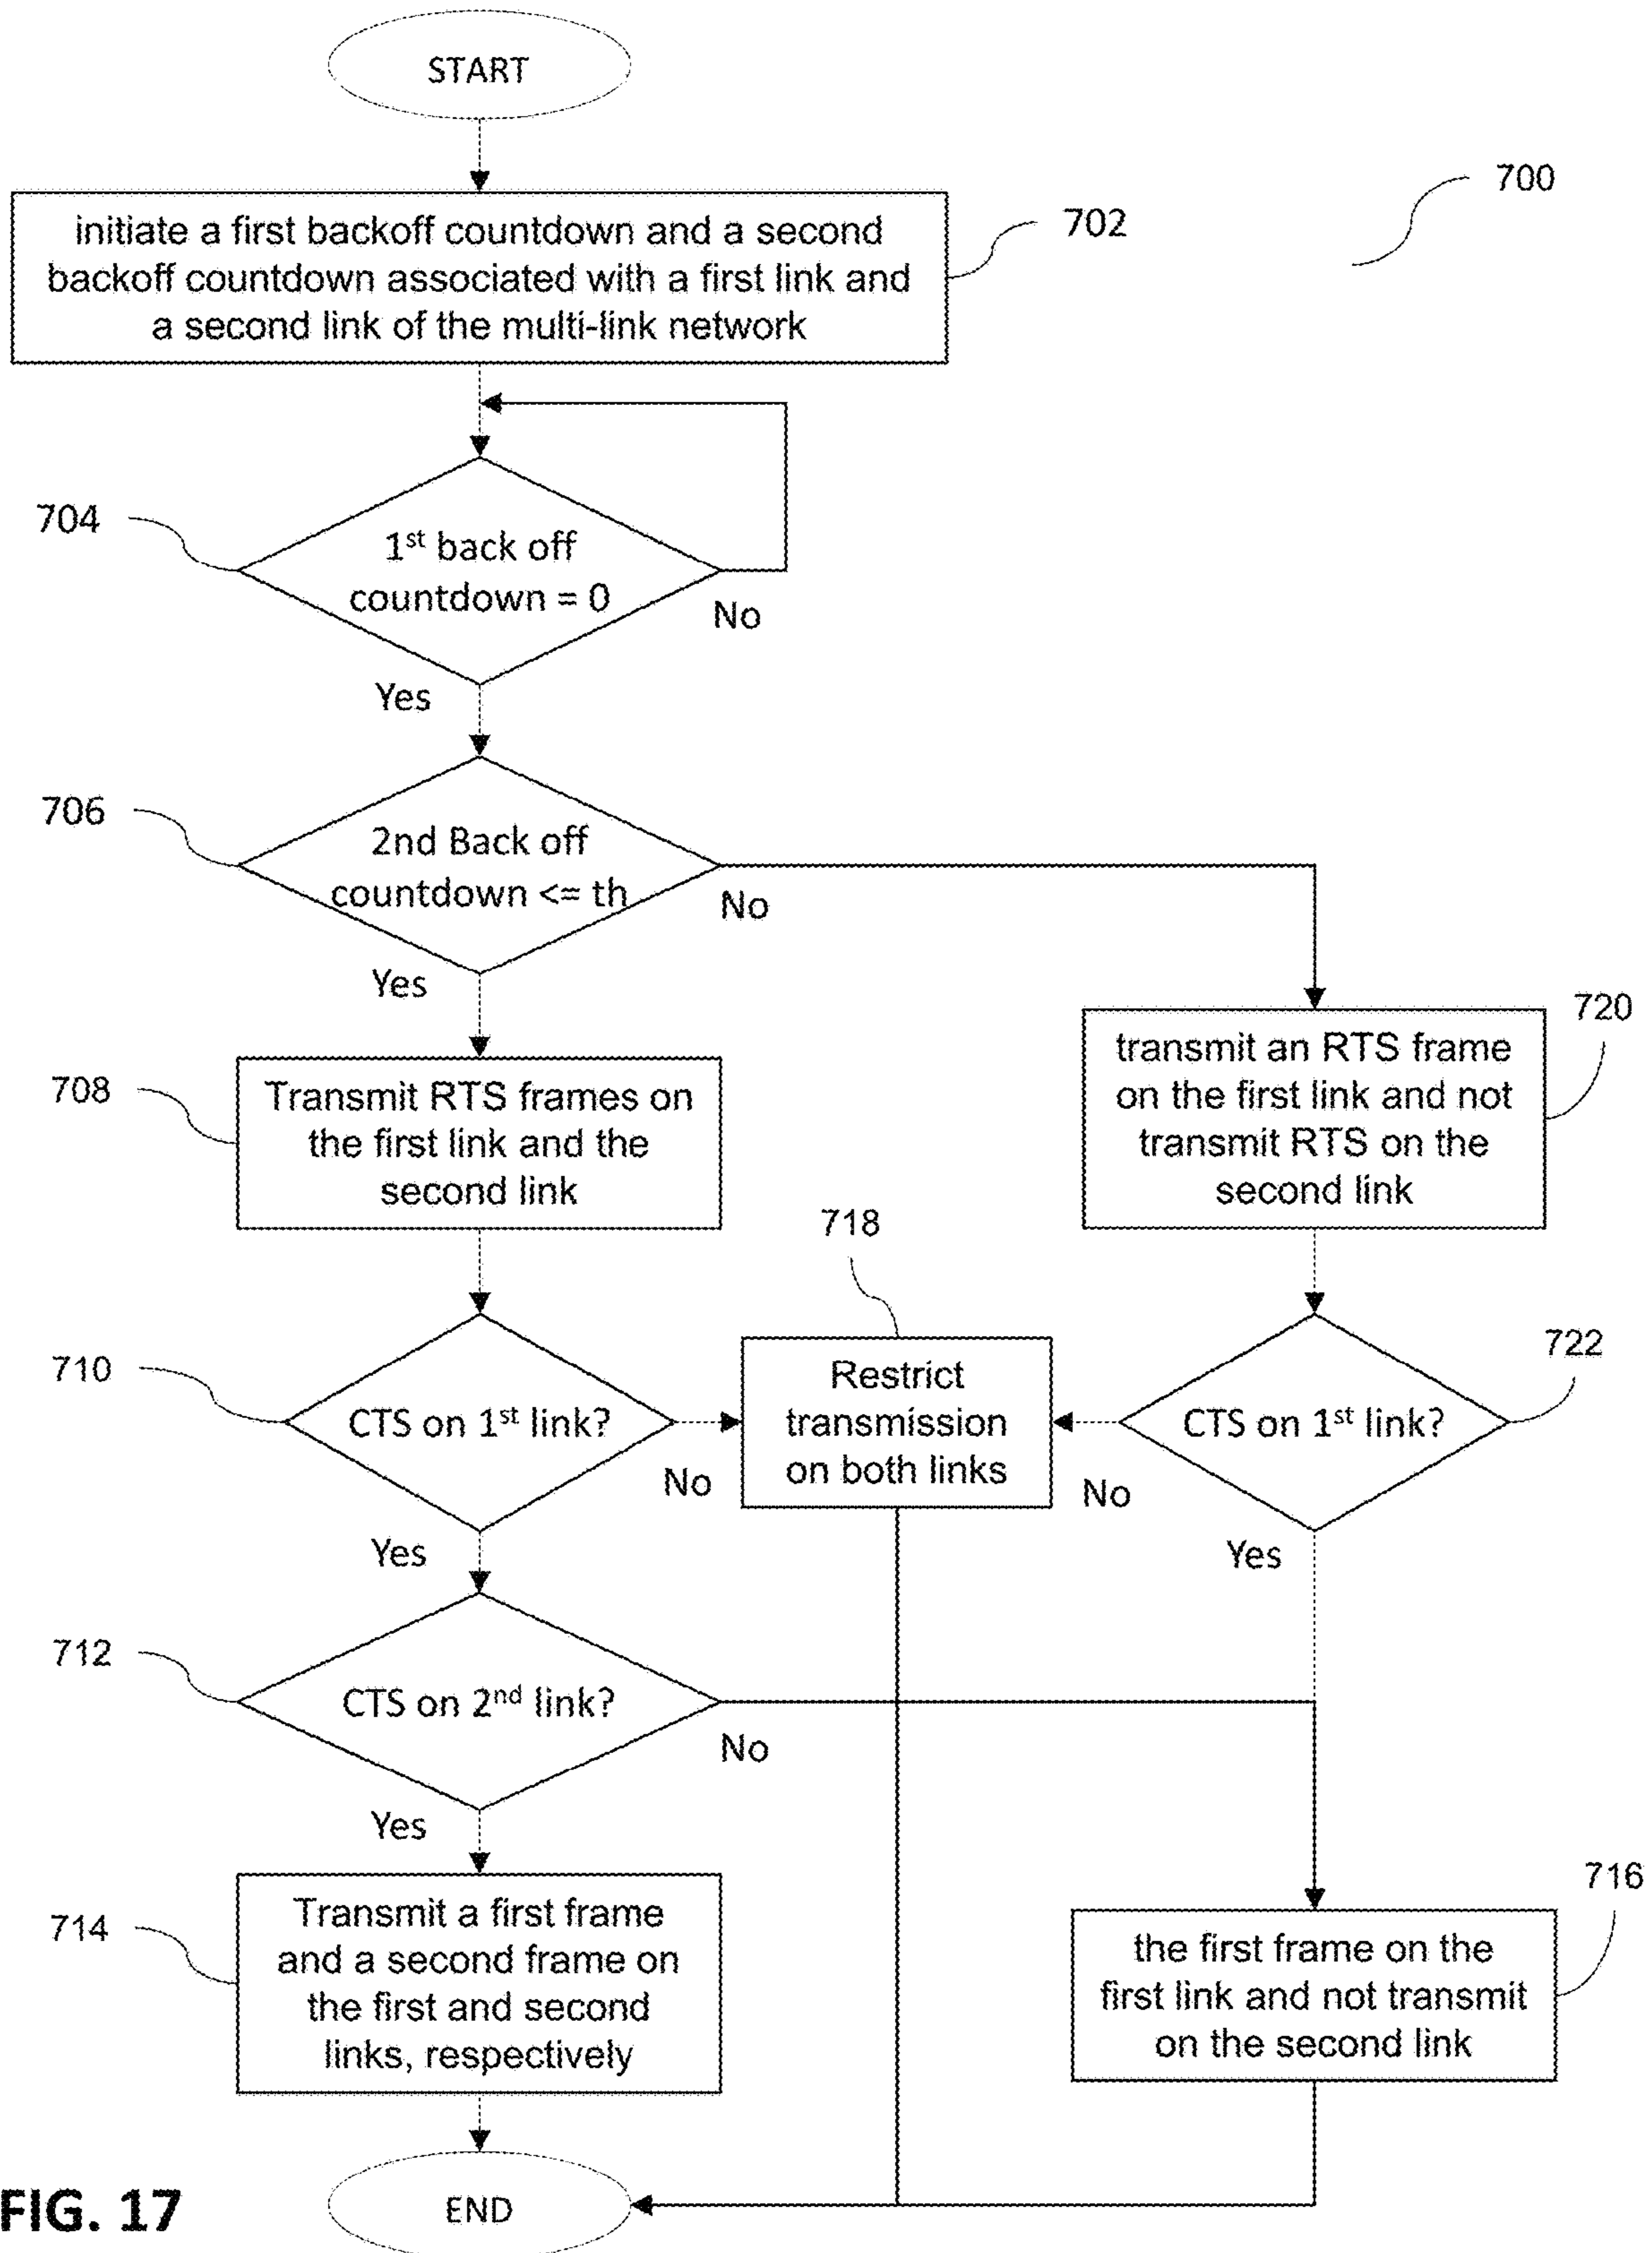 START
700
initiate a first backoff countdown and a second
backoff countdown associated with a first link and
a second link of the multi-link network
702
704
1st back off
countdown = 0
No
Yes
706
2nd Back off
countdown <= th
No
Yes
708
Transmit RTS frames on
the first link and the
second link
720
transmit an RTS frame
on the first link and not
transmit RTS on the
second link
718
710
CTS on 1st link?
No
Yes
Restrict
transmission
on both links
722
CTS on 1st link?
No
Yes
712
CTS on 2nd link?
No
Yes
714
Transmit a first frame
and a second frame on
the first and second
links, respectively
716
the first frame on the
first link and not transmit
on the second link
END
FIG. 17